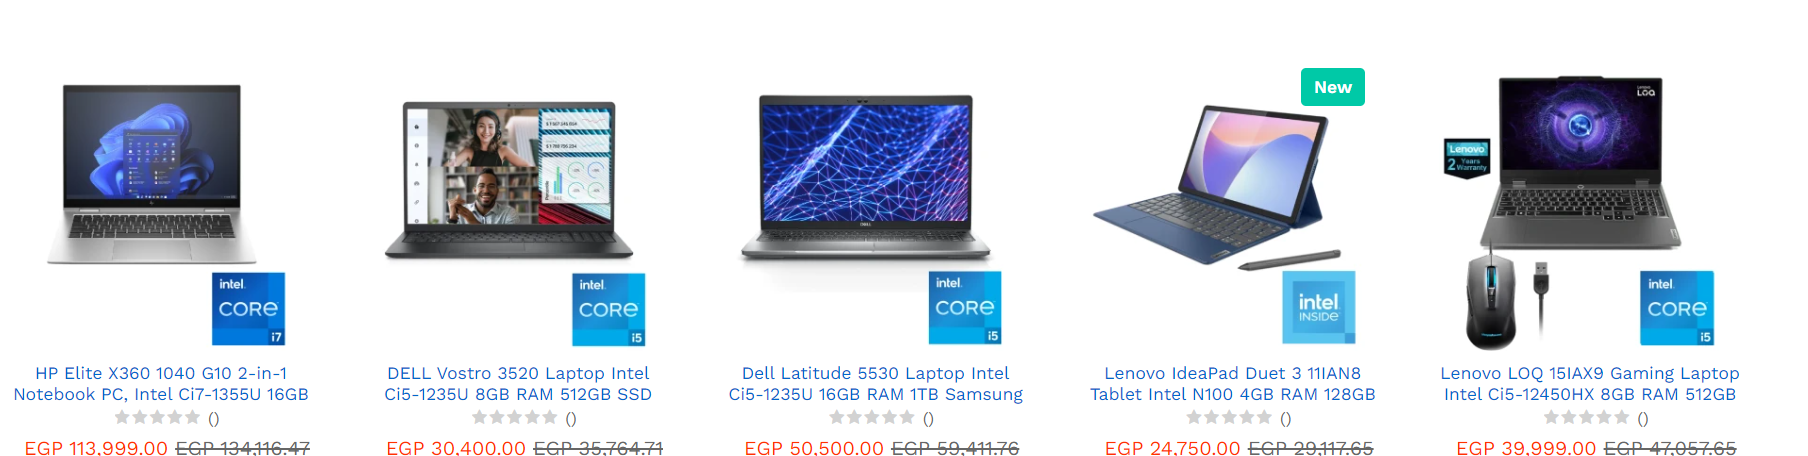 New
LOQ
Lenovo
2 Years
Warranty
intel.
CORE
i7
intel.
CORE
i5
intel.
CORE
i5
intel
INSIDE
intel.
CORE
i5
HP Elite X360 1040 G10 2-in-1
Notebook PC, Intel Ci7-1355U 16GB
()
EGP 113,999.00 EGP 134,116.47
DELL Vostro 3520 Laptop Intel
Ci5-1235U 8GB RAM 512GB SSD
()
EGP 30,400.00 EGP 35,764.71
Dell Latitude 5530 Laptop Intel
Ci5-1235U 16GB RAM 1TB Samsung
()
EGP 50,500.00 EGP 59,411.76
Lenovo IdeaPad Duet 3 11IAN8
Tablet Intel N100 4GB RAM 128GB
()
EGP 24,750.00 EGP 29,117.65
Lenovo LOQ 15IAX9 Gaming Laptop
Intel Ci5-12450HX 8GB RAM 512GB
()
EGP 39,999.00 EGP 47,057.65